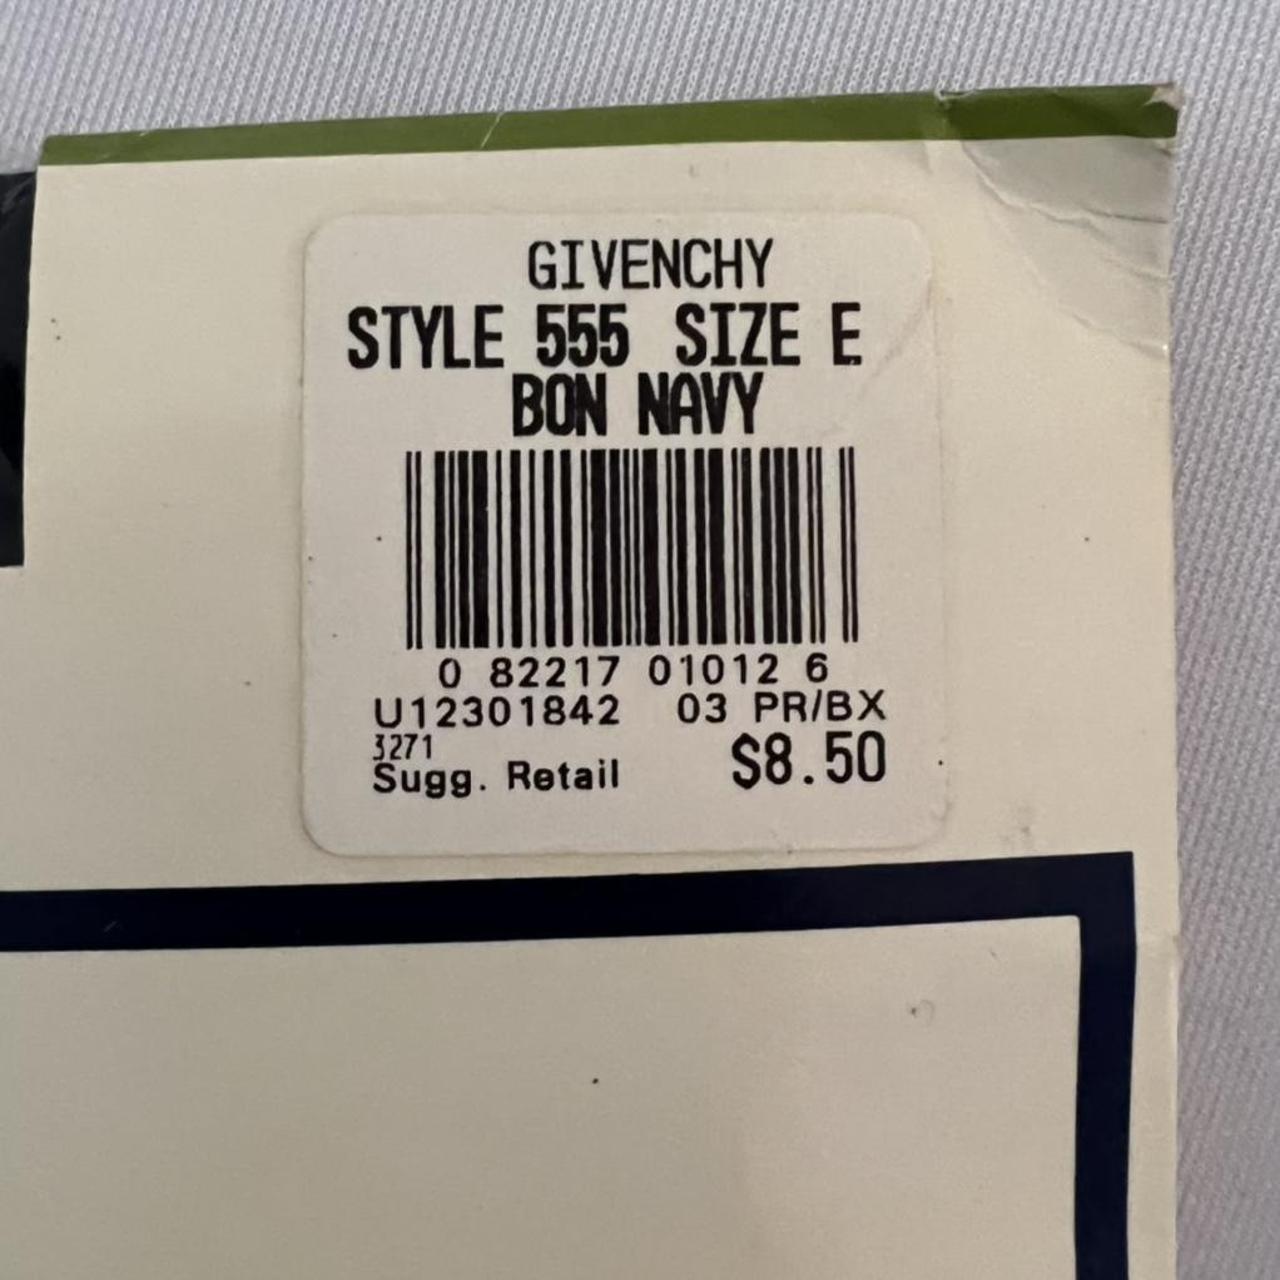 GIVENCHY
STYLE 555 SIZE E
BON NAVY
0 82217 01012 6
U12301842 03 PR/BX
3271
Sugg. Retail $8.50